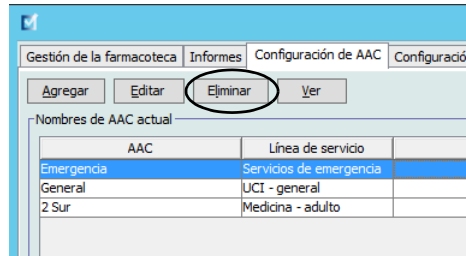 Gestión de la farmacoteca Informes Configuración de AAC Configuració
Agregar Editar Eliminar Ver
Nombres de AAC actual
AAC Línea de servicio
Emergencia Servicios de emergencia
General UCI - general
2 Sur Medicina - adulto